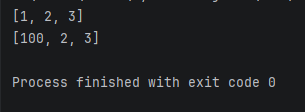 [1, 2, 3]
[100, 2, 3]
Process finished with exit code 0